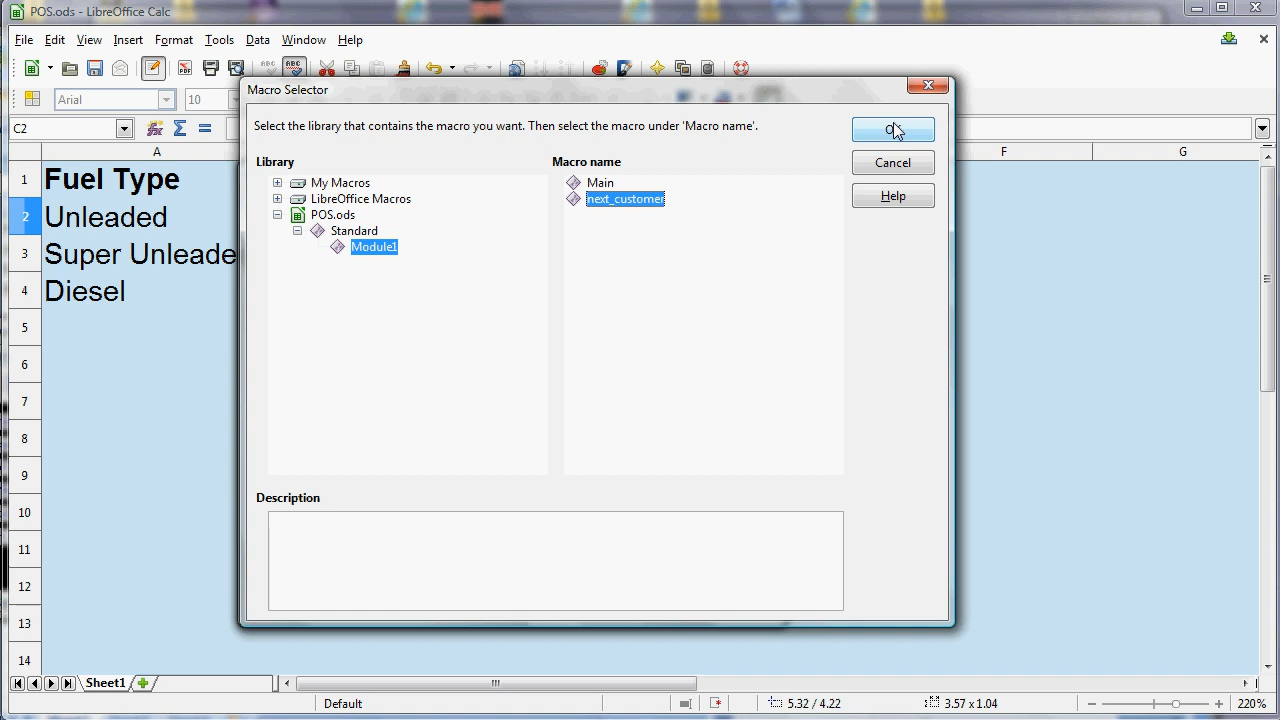 POS.ods - LibreOffice Calc
File Edit View Insert Format Tools Data Window Help
Arial 10
C2
Macro Selector
Select the library that contains the macro you want. Then select the macro under 'Macro name'.
Library
Macro name
My Macros
LibreOffice Macros
POS.ods
Standard
Module1
Main
next_customer
Cancel
Help
Description
A F G
1 Fuel Type
2 Unleaded
3 Super Unleade
4 Diesel
5
6
7
8
9
10
11
12
13
14
Sheet1
Default 5.32 / 4.22 3.57 x 1.04 220%